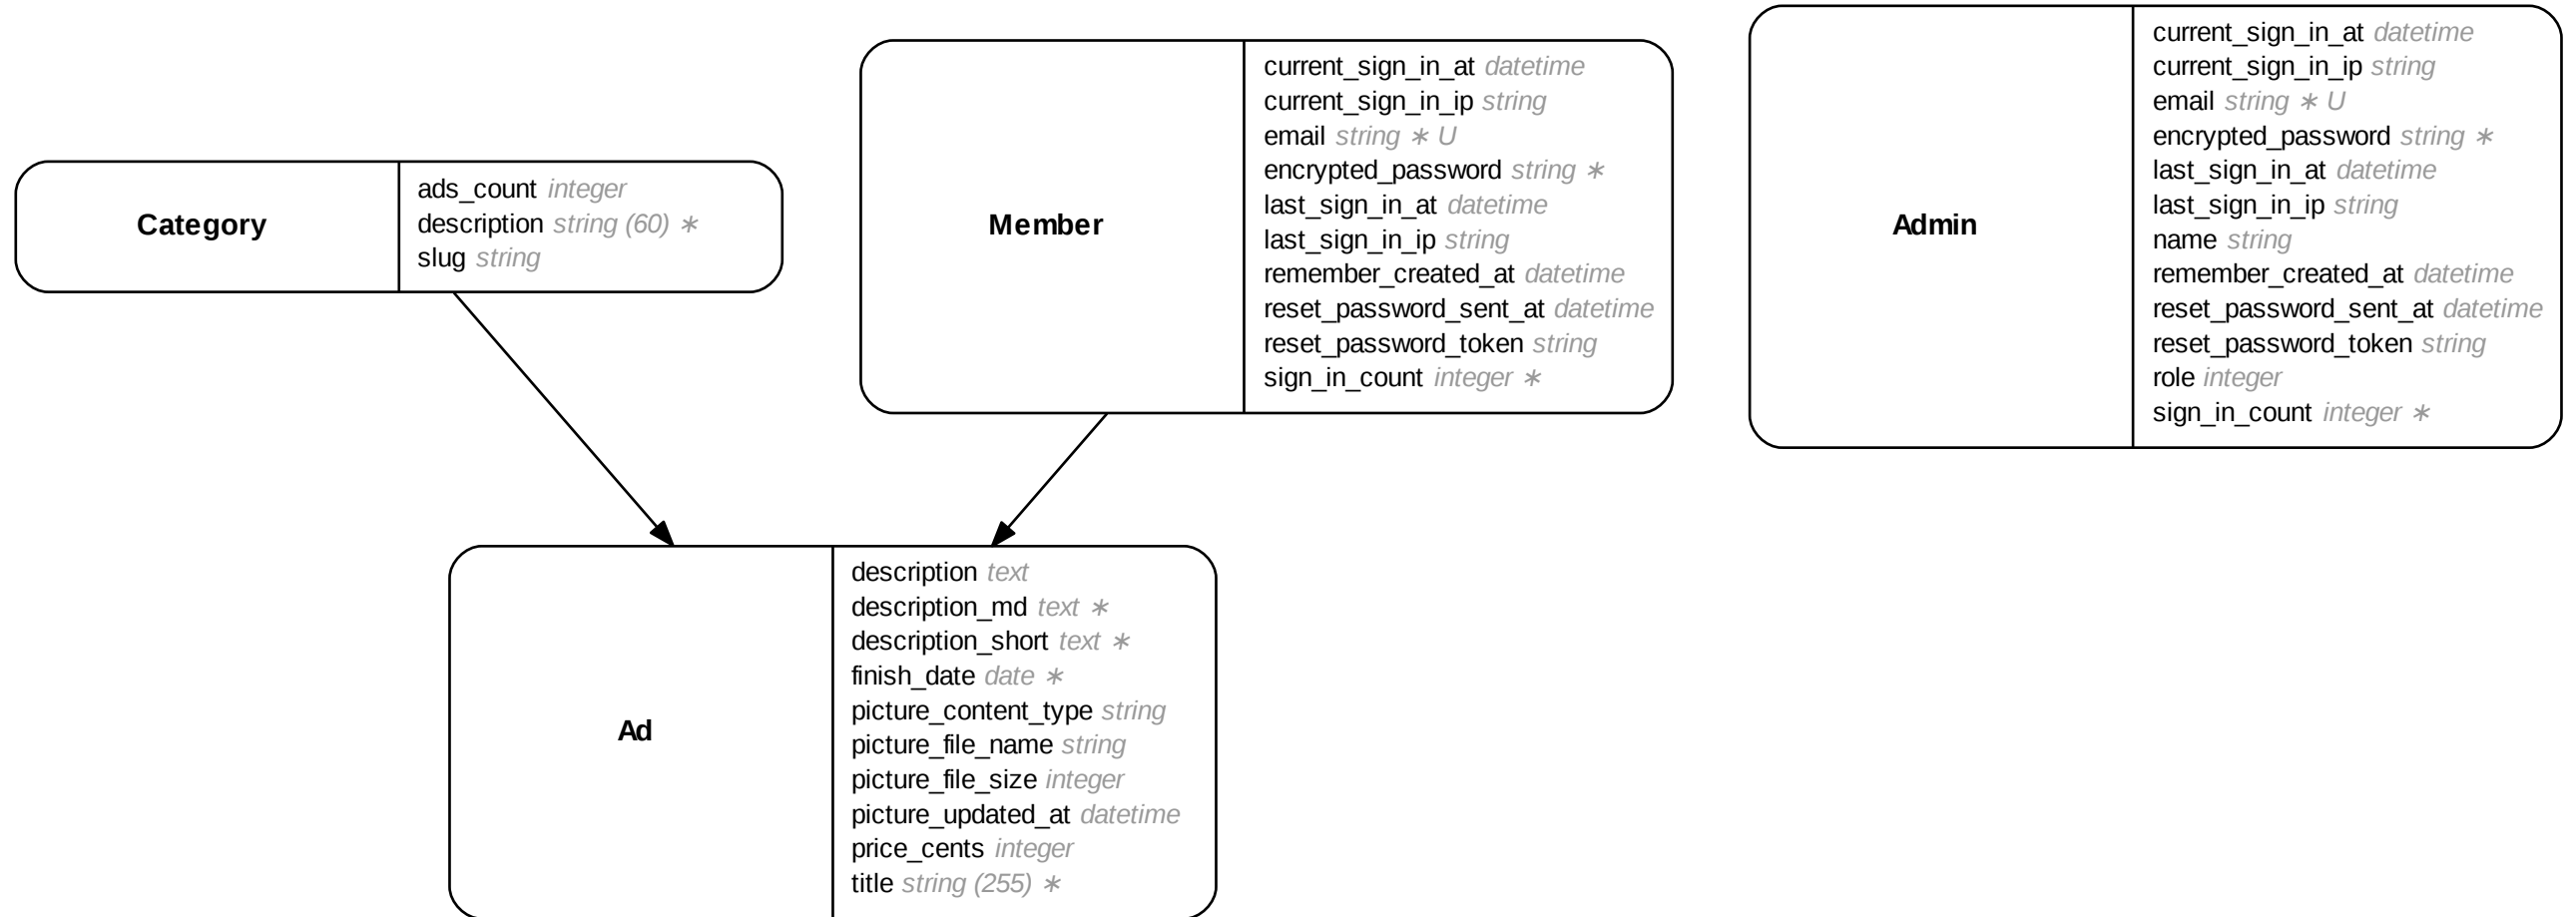 Category
ads_count integer
description string (60) ∗
slug string
Member
current_sign_in_at datetime
current_sign_in_ip string
email string ∗ U
encrypted_password string ∗
last_sign_in_at datetime
last_sign_in_ip string
remember_created_at datetime
reset_password_sent_at datetime
reset_password_token string
sign_in_count integer ∗
Admin
current_sign_in_at datetime
current_sign_in_ip string
email string ∗ U
encrypted_password string ∗
last_sign_in_at datetime
last_sign_in_ip string
name string
remember_created_at datetime
reset_password_sent_at datetime
reset_password_token string
role integer
sign_in_count integer ∗
Ad
description text
description_md text ∗
description_short text ∗
finish_date date ∗
picture_content_type string
picture_file_name string
picture_file_size integer
picture_updated_at datetime
price_cents integer
title string (255) ∗